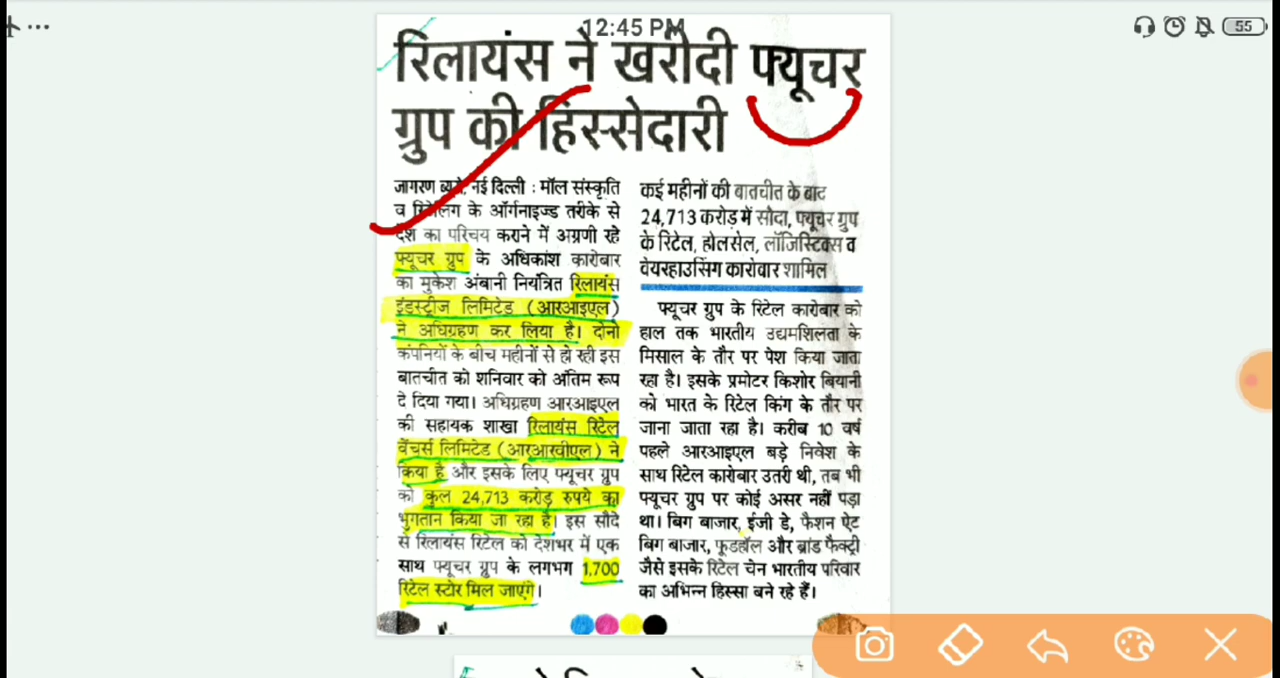 12:45 PM
55
रिलायंस ने खरीदी फ्यूचर
ग्रुप की हिस्सेदारी
जागरण ब्यूरो, नई दिल्ली : मॉल संस्कृति
व रिटेलिंग के ऑर्गनाइज्ड तरीके से
देश का परिचय कराने में अग्रणी रहे
फ्यूचर ग्रुप के अधिकांश कारोबार
का मुकेश अंबानी नियंत्रित रिलायंस
इंडस्ट्रीज लिमिटेड (आरआइएल)
ने अधिग्रहण कर लिया है। दोनों
कंपनियों के बीच महीनों से हो रही इस
बातचीत को शनिवार को अंतिम रूप
दे दिया गया। अधिग्रहण आरआइएल
की सहायक शाखा रिलायंस रिटेल
वेंचर्स लिमिटेड (आरआरवीएल) ने
किया है और इसके लिए फ्यूचर ग्रुप
को कुल 24,713 करोड़ रुपये का
भुगतान किया जा रहा है। इस सौदे
से रिलायंस रिटेल को देशभर में एक
साथ फ्यूचर ग्रुप के लगभग 1,700
रिटेल स्टोर मिल जाएंगे।
कई महीनों की बातचीत के बाद
24,713 करोड़ में सौदा, फ्यूचर ग्रुप
के रिटेल, होलसेल, लॉजिस्टिक्स व
वेयरहाउसिंग कारोबार शामिल
फ्यूचर ग्रुप के रिटेल कारोबार को
हाल तक भारतीय उद्यमशिलता के
मिसाल के तौर पर पेश किया जाता
रहा है। इसके प्रमोटर किशोर बियानी
को भारत के रिटेल किंग के तौर पर
जाना जाता रहा है। करीब 10 वर्ष
पहले आरआइएल बड़े निवेश के
साथ रिटेल कारोबार उतरी थी, तब भी
फ्यूचर ग्रुप पर कोई असर नहीं पड़ा
था। बिग बाजार, ईजी डे, फैशन ऐट
बिग बाजार, फूडहॉल और ब्रांड फैक्ट्री
जैसे इसके रिटेल चेन भारतीय परिवार
का अभिन्न हिस्सा बने रहे हैं।